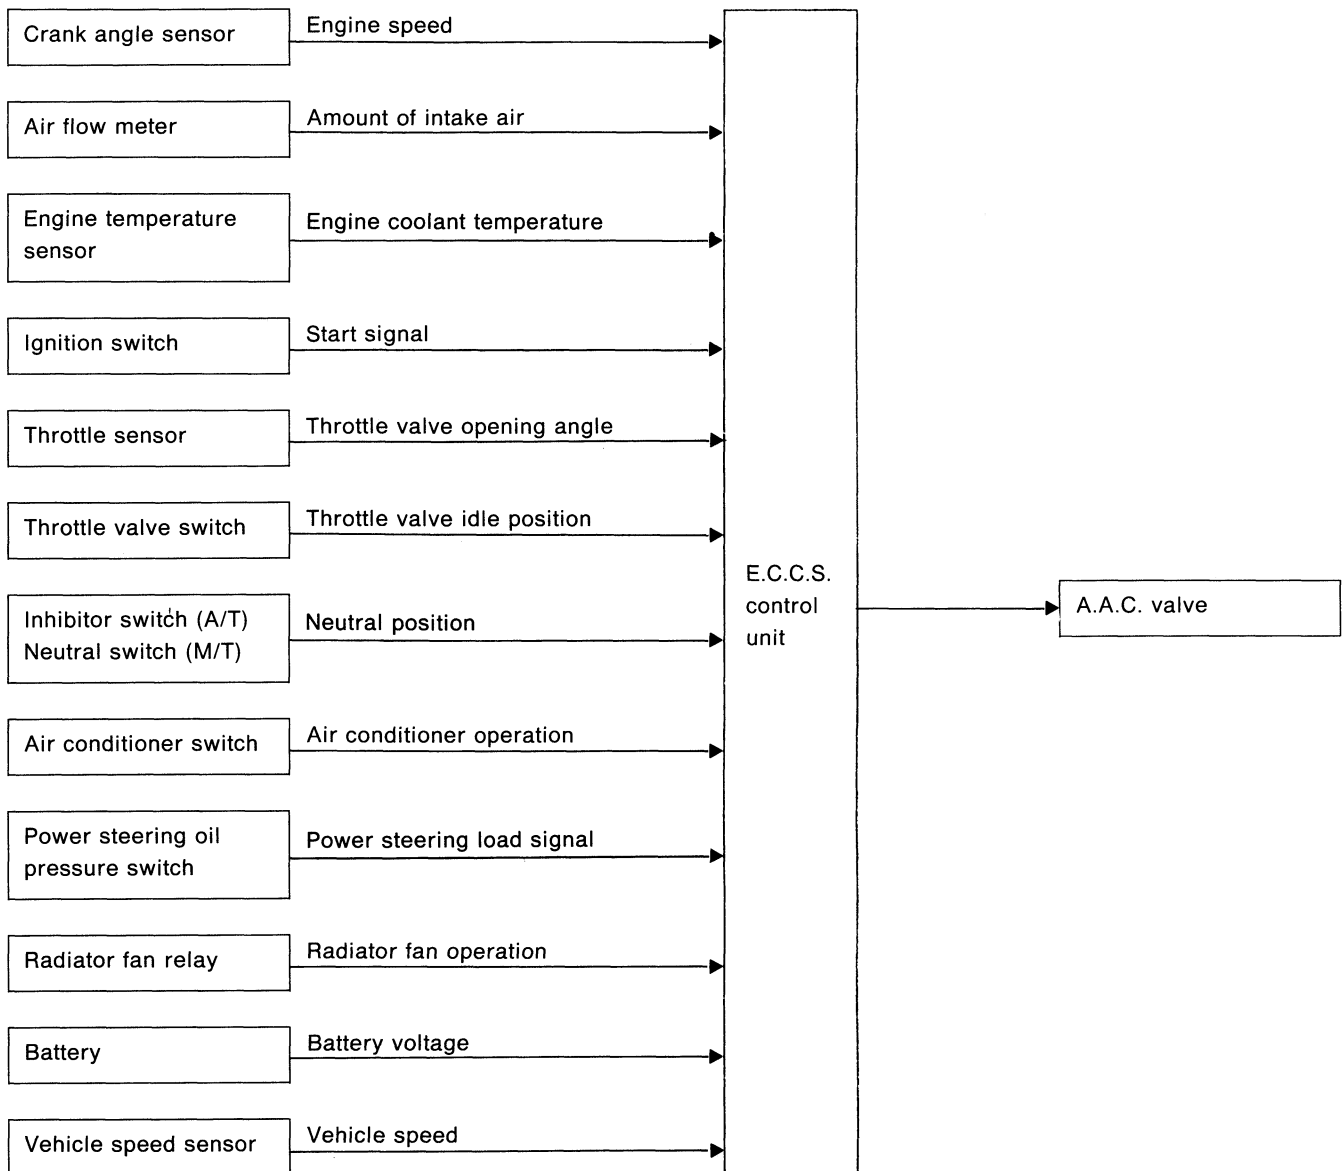 Crank angle sensor
Engine speed
Air flow meter
Amount of intake air
Engine temperature
sensor
Engine coolant temperature
Ignition switch
Start signal
Throttle sensor
Throttle valve opening angle
Throttle valve switch
Throttle valve idle position
Inhibitor switch (A/T)
Neutral switch (M/T)
Neutral position
Air conditioner switch
Air conditioner operation
Power steering oil
pressure switch
Power steering load signal
Radiator fan relay
Radiator fan operation
Battery
Battery voltage
Vehicle speed sensor
Vehicle speed
E.C.C.S.
control
unit
A.A.C. valve